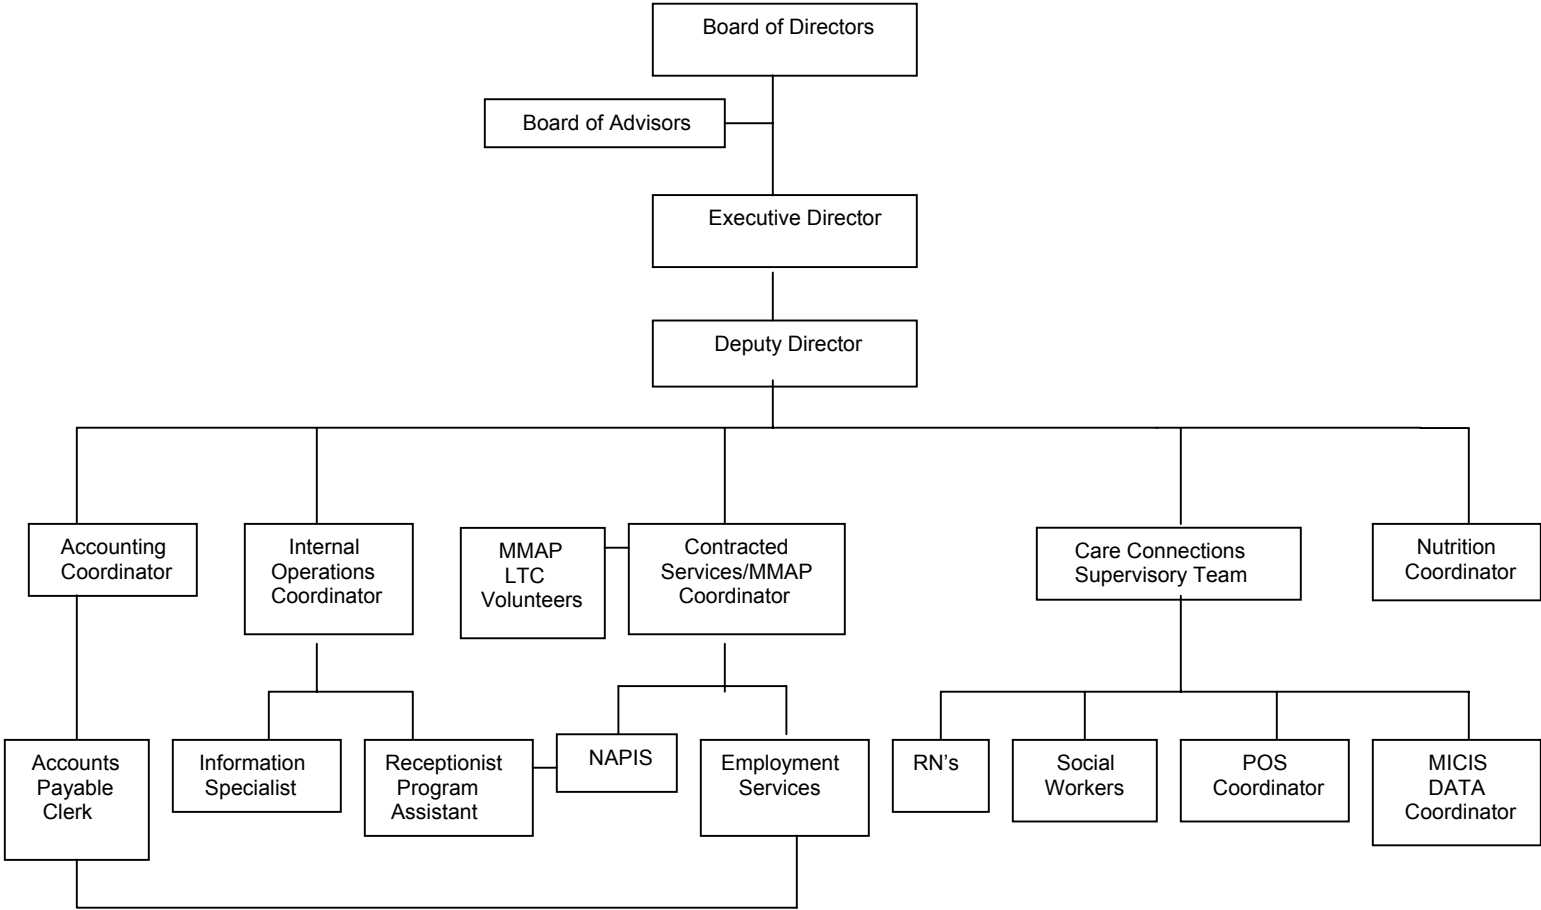 Board of Directors
Board of Advisors
Executive Director
Deputy Director
Accounting
Coordinator
Internal
Operations
Coordinator
MMAP
LTC
Volunteers
Contracted
Services/MMAP
Coordinator
Care Connections
Supervisory Team
Nutrition
Coordinator
Accounts
Payable
Clerk
Information
Specialist
Receptionist
Program
Assistant
NAPIS
Employment
Services
RN’s
Social
Workers
POS
Coordinator
MICIS
DATA
Coordinator